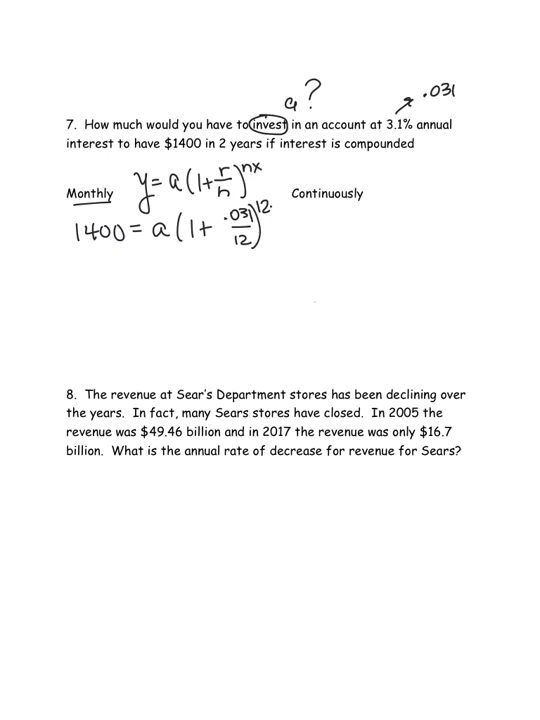 a?
.031
7. How much would you have to invest in an account at 3.1% annual
interest to have $1400 in 2 years if interest is compounded
Monthly y = a(1+r/n)^nx Continuously
1400 = a(1+ .031/12)^12·
8. The revenue at Sear's Department stores has been declining over
the years. In fact, many Sears stores have closed. In 2005 the
revenue was $49.46 billion and in 2017 the revenue was only $16.7
billion. What is the annual rate of decrease for revenue for Sears?